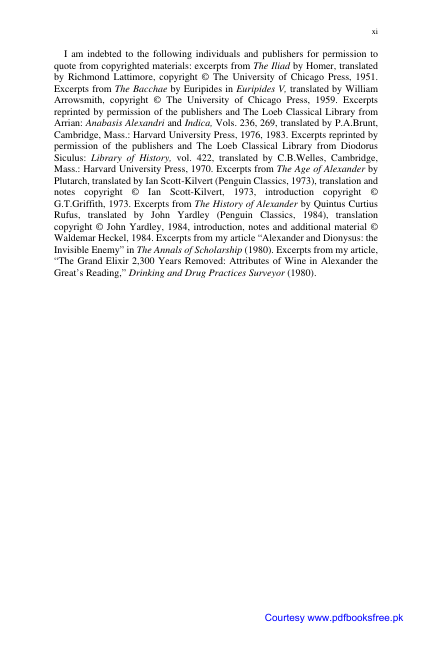 xi
I am indebted to the following individuals and publishers for permission to
quote from copyrighted materials: excerpts from The Iliad by Homer, translated
by Richmond Lattimore, copyright © The University of Chicago Press, 1951.
Excerpts from The Bacchae by Euripides in Euripides V, translated by William
Arrowsmith, copyright © The University of Chicago Press, 1959. Excerpts
reprinted by permission of the publishers and The Loeb Classical Library from
Arrian: Anabasis Alexandri and Indica, Vols. 236, 269, translated by P.A.Brunt,
Cambridge, Mass.: Harvard University Press, 1976, 1983. Excerpts reprinted by
permission of the publishers and The Loeb Classical Library from Diodorus
Siculus: Library of History, vol. 422, translated by C.B.Welles, Cambridge,
Mass.: Harvard University Press, 1970. Excerpts from The Age of Alexander by
Plutarch, translated by Ian Scott-Kilvert (Penguin Classics, 1973), translation and
notes copyright © Ian Scott-Kilvert, 1973, introduction copyright ©
G.T.Griffith, 1973. Excerpts from The History of Alexander by Quintus Curtius
Rufus, translated by John Yardley (Penguin Classics, 1984), translation
copyright © John Yardley, 1984, introduction, notes and additional material ©
Waldemar Heckel, 1984. Excerpts from my article “Alexander and Dionysus: the
Invisible Enemy” in The Annals of Scholarship (1980). Excerpts from my article,
“The Grand Elixir 2,300 Years Removed: Attributes of Wine in Alexander the
Great’s Reading,” Drinking and Drug Practices Surveyor (1980).
Courtesy www.pdfbooksfree.pk